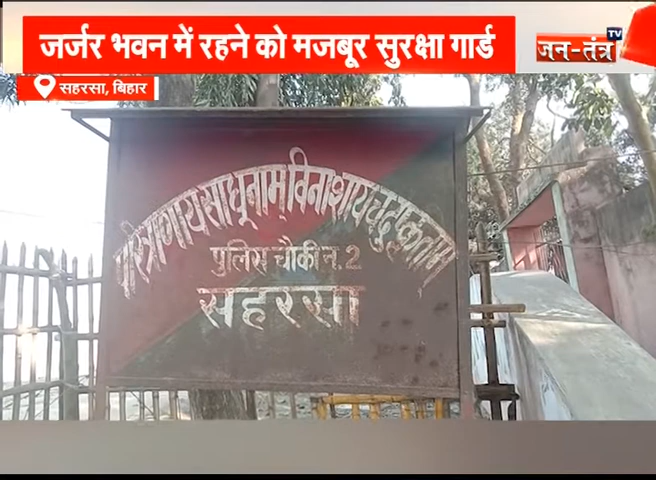 जर्जर भवन में रहने को मजबूर सुरक्षा गार्ड
जन-तंत्र TV
सहरसा, बिहार
परित्राणाय साधूनाम् विनाशाय च दुष्कृताम्
पुलिस चौकी न. 2
सहरसा